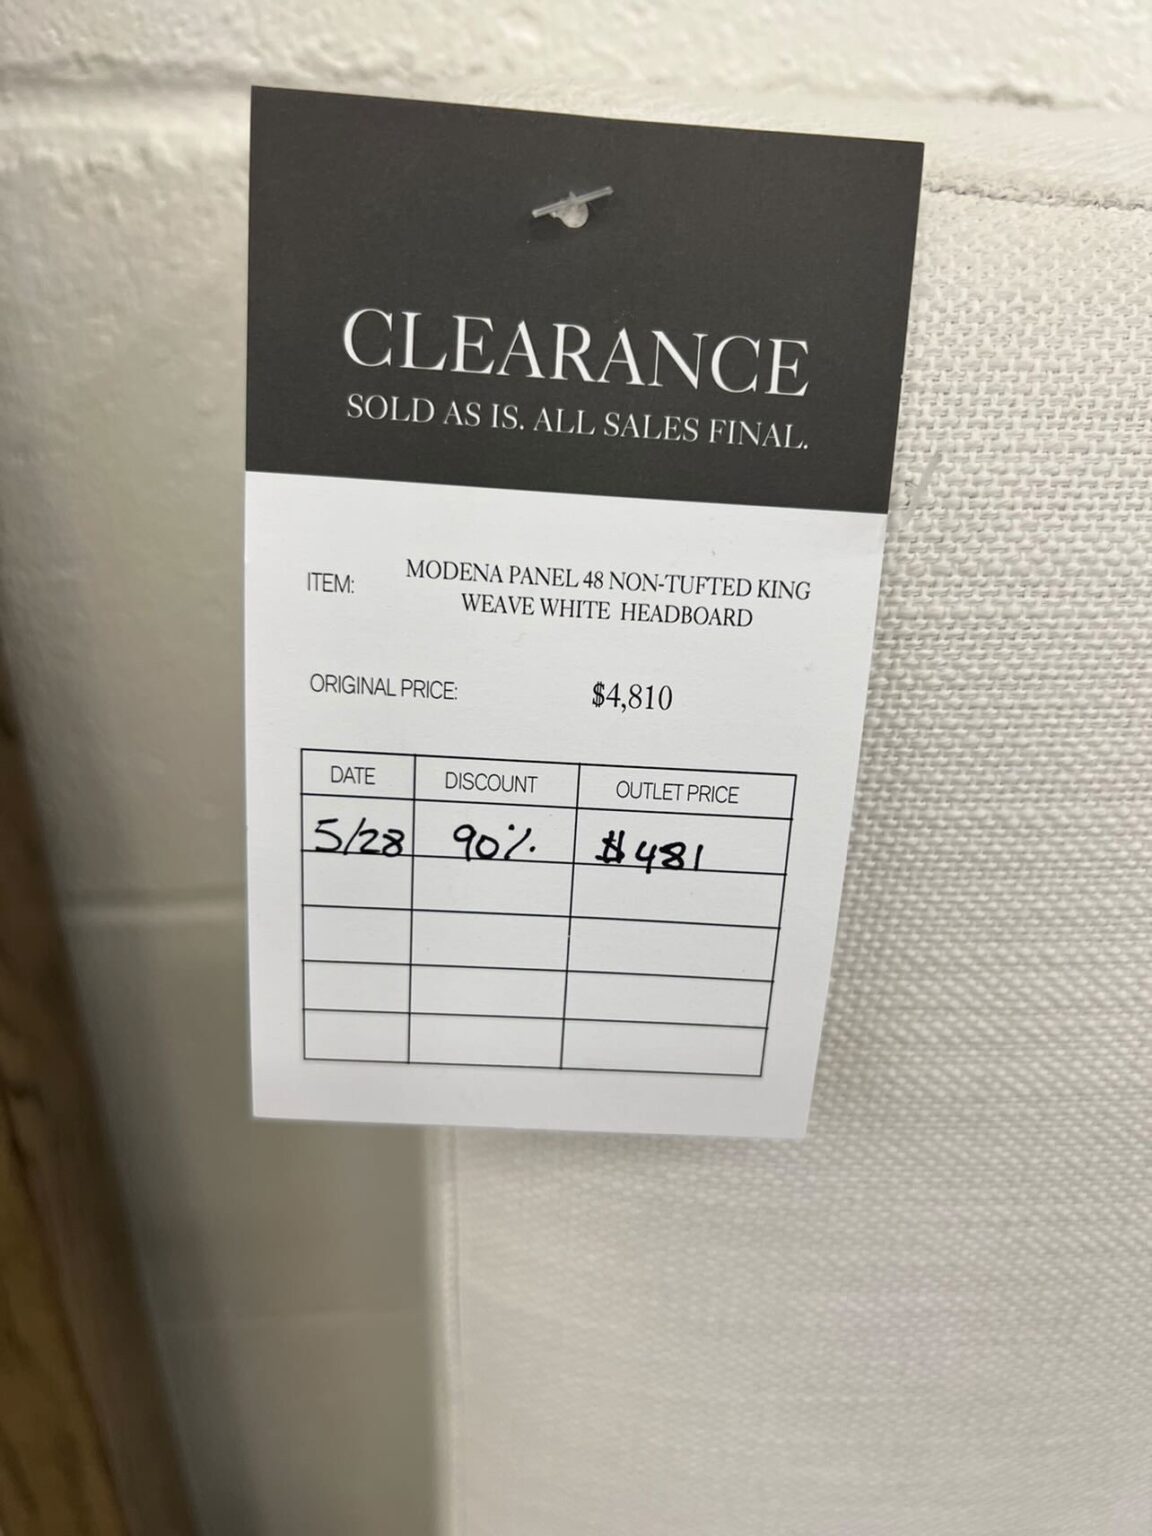 CLEARANCE
SOLD AS IS. ALL SALES FINAL.
ITEM: MODENA PANEL 48 NON-TUFTED KING
WEAVE WHITE HEADBOARD
ORIGINAL PRICE: $4,810
DATE DISCOUNT OUTLET PRICE
5/28 90% $481